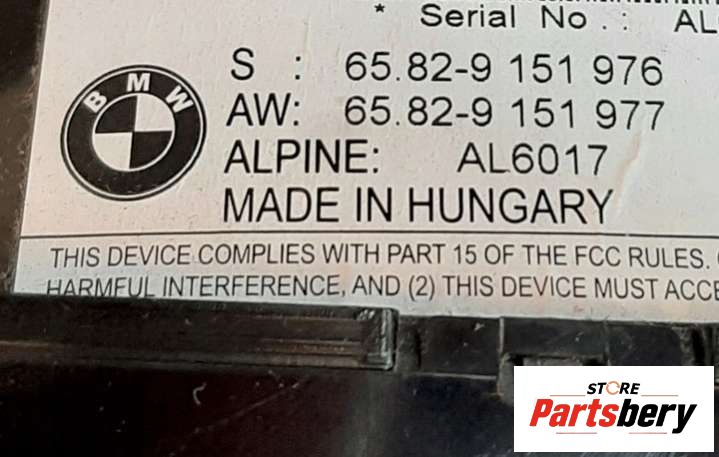 * Serial No . : AL
S : 65.82-9 151 976
BMW
AW: 65.82-9 151 977
ALPINE: AL6017
MADE IN HUNGARY
THIS DEVICE COMPLIES WITH PART 15 OF THE FCC RULES.
HARMFUL INTERFERENCE, AND (2) THIS DEVICE MUST ACCE
STORE
Partsbery